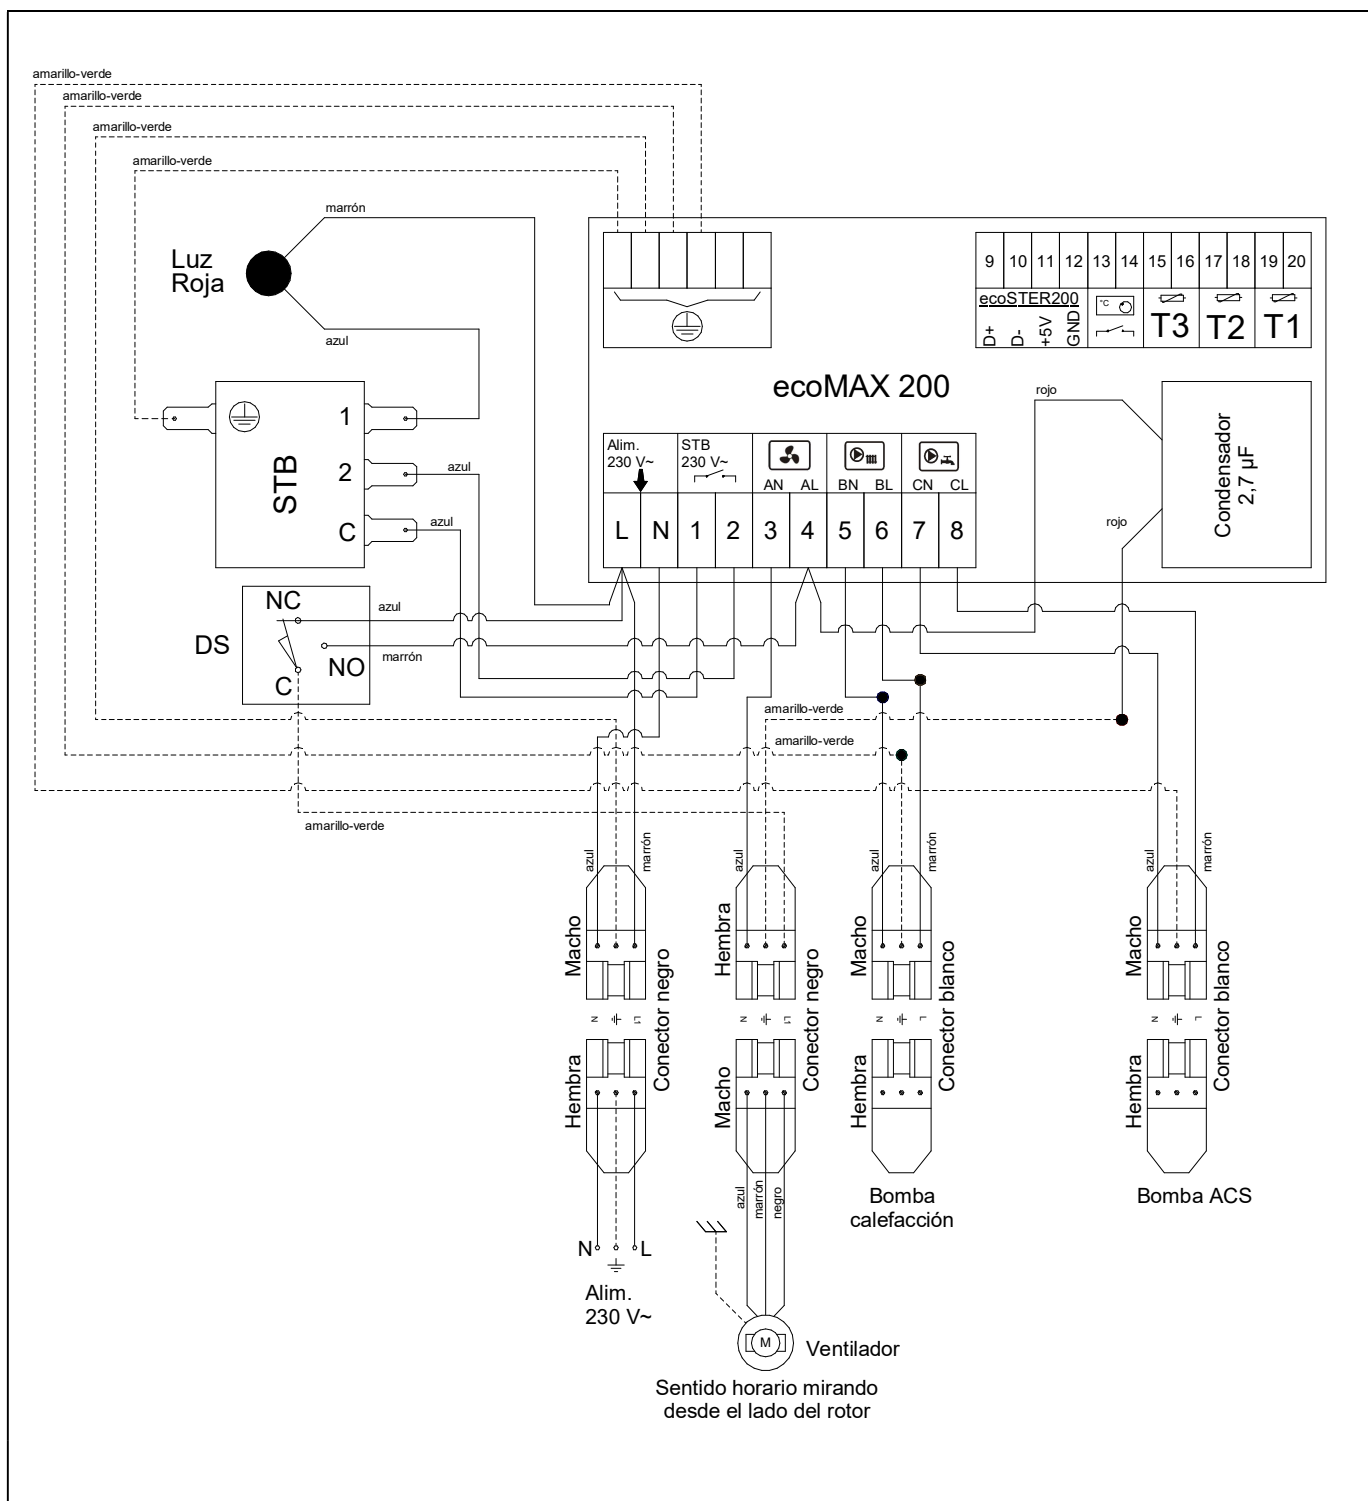 amarillo-verde
amarillo-verde
amarillo-verde
amarillo-verde
marrón
Luz
Roja
azul
9 10 11 12 13 14 15 16 17 18 19 20
ecoSTER200
D+
D-
+5V
GND
°C
T3 T2 T1
ecoMAX 200
rojo
Condensador
2,7 µF
rojo
STB
1
2
C
azul
azul
Alim.
230 V~
STB
230 V~
AN AL BN BL CN CL
L N 1 2 3 4 5 6 7 8
DS
NC
NO
C
azul
marrón
amarillo-verde
amarillo-verde
amarillo-verde
azul
marrón
azul
azul
marrón
azul
marrón
Macho
Conector negro
Hembra
Conector negro
Macho
Conector blanco
Macho
Conector blanco
N L1
N L1
N L
N L
Hembra
Macho
Hembra
Hembra
azul
marrón
negro
Bomba
calefacción
Bomba ACS
N L
Alim.
230 V~
M
Ventilador
Sentido horario mirando
desde el lado del rotor